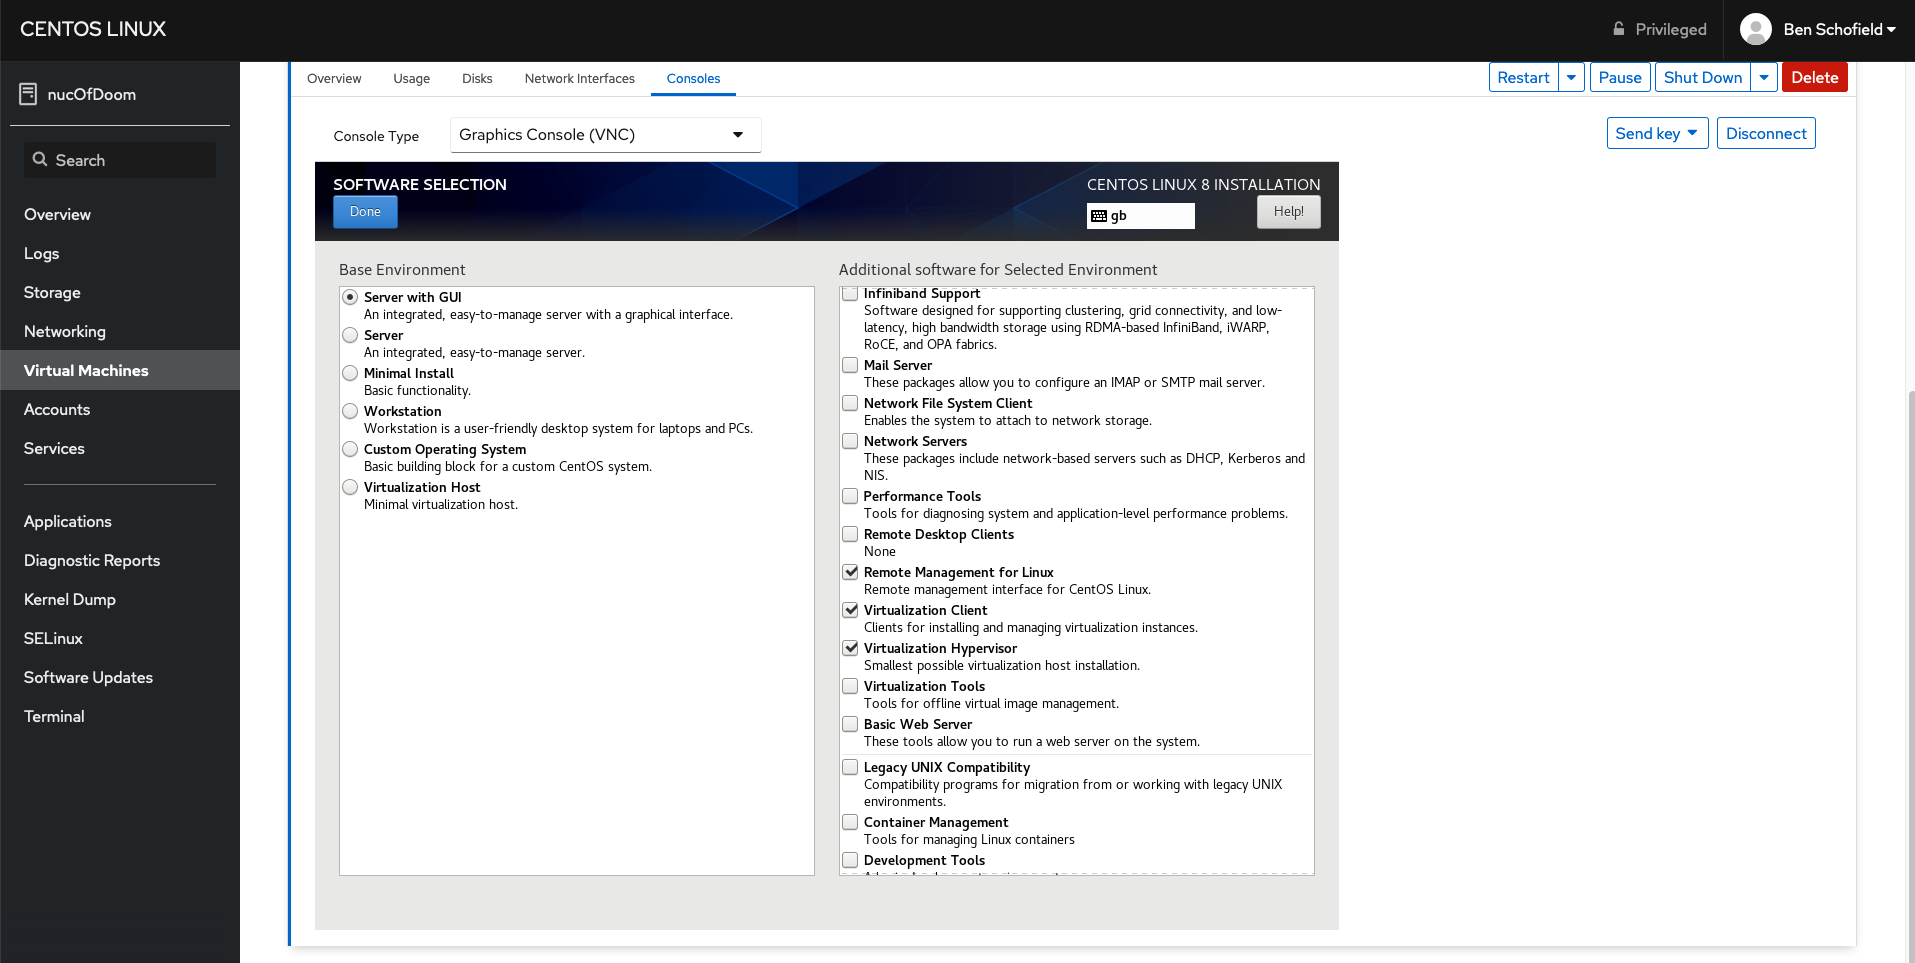 CENTOS LINUX
Privileged
Ben Schofield
nucOfDoom
Search
Overview
Logs
Storage
Networking
Virtual Machines
Accounts
Services
Applications
Diagnostic Reports
Kernel Dump
SELinux
Software Updates
Terminal
Overview Usage Disks Network Interfaces Consoles
Restart Pause Shut Down Delete
Console Type Graphics Console (VNC)
Send key Disconnect
SOFTWARE SELECTION
Done
CENTOS LINUX 8 INSTALLATION
gb
Help!
Base Environment
Server with GUI
An integrated, easy-to-manage server with a graphical interface.
Server
An integrated, easy-to-manage server.
Minimal Install
Basic functionality.
Workstation
Workstation is a user-friendly desktop system for laptops and PCs.
Custom Operating System
Basic building block for a custom CentOS system.
Virtualization Host
Minimal virtualization host.
Additional software for Selected Environment
Infiniband Support
Software designed for supporting clustering, grid connectivity, and low-
latency, high bandwidth storage using RDMA-based InfiniBand, iWARP,
RoCE, and OPA fabrics.
Mail Server
These packages allow you to configure an IMAP or SMTP mail server.
Network File System Client
Enables the system to attach to network storage.
Network Servers
These packages include network-based servers such as DHCP, Kerberos and
NIS.
Performance Tools
Tools for diagnosing system and application-level performance problems.
Remote Desktop Clients
None
Remote Management for Linux
Remote management interface for CentOS Linux.
Virtualization Client
Clients for installing and managing virtualization instances.
Virtualization Hypervisor
Smallest possible virtualization host installation.
Virtualization Tools
Tools for offline virtual image management.
Basic Web Server
These tools allow you to run a web server on the system.
Legacy UNIX Compatibility
Compatibility programs for migration from or working with legacy UNIX
environments.
Container Management
Tools for managing Linux containers
Development Tools